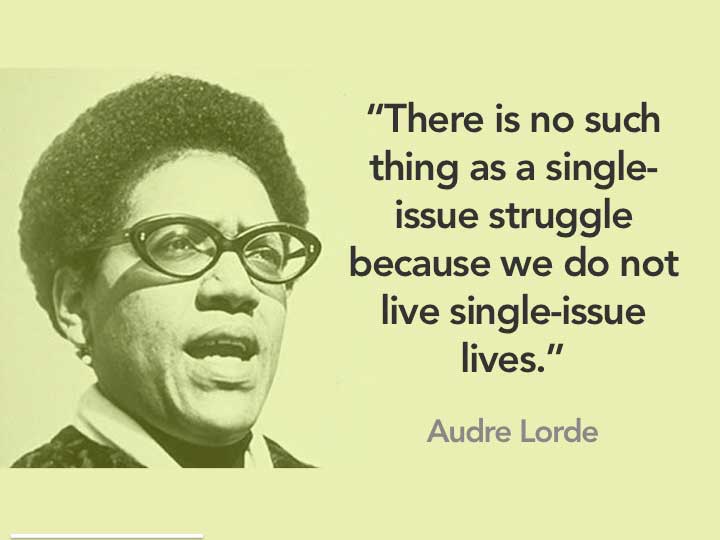 “There is no such
thing as a single-
issue struggle
because we do not
live single-issue
lives.”
Audre Lorde